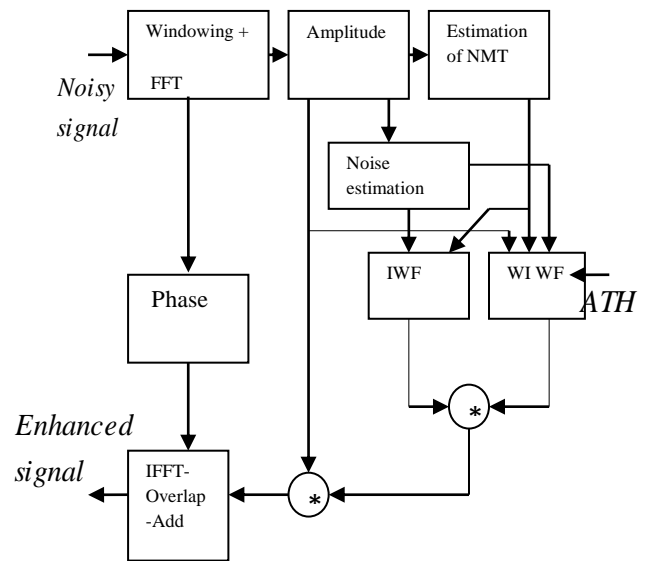 Windowing +
FFT
Amplitude
Estimation
of NMT
Noisy
signal
Noise
estimation
IWF
WI WF
ATH
Phase
*
Enhanced
signal
IFFT-
Overlap
-Add
*